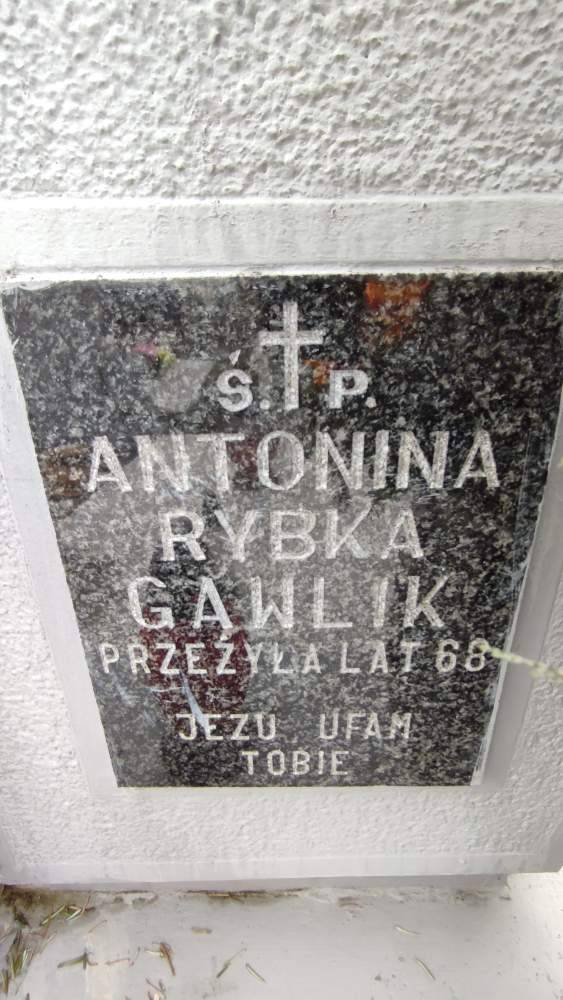 Ś. P.
ANTONINA
RYBKA
GAWLIK
PRZEŻYŁA LAT 68
JEZU UFAM
TOBIE